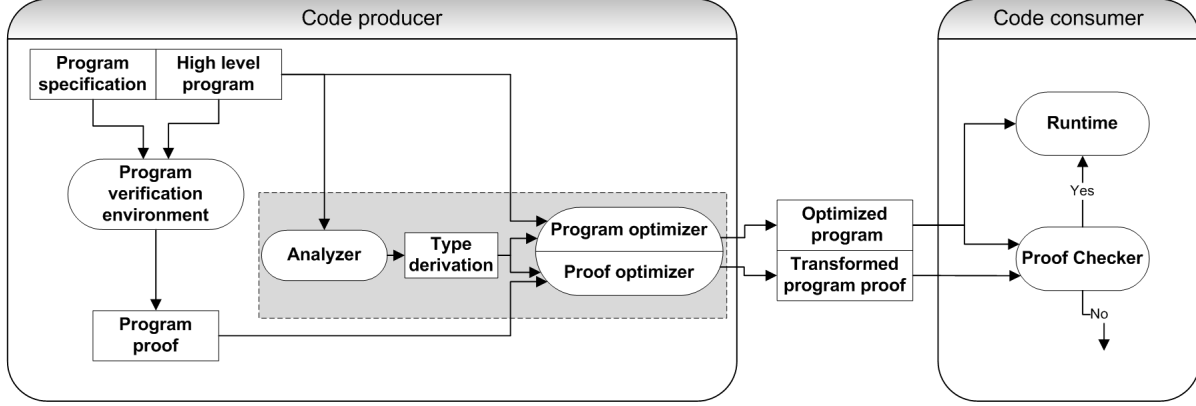 Code producer
Code consumer
Program
specification
High level
program
Program
verification
environment
Program
proof
Analyzer
Type
derivation
Program optimizer
Proof optimizer
Optimized
program
Transformed
program proof
Runtime
Yes
Proof Checker
No